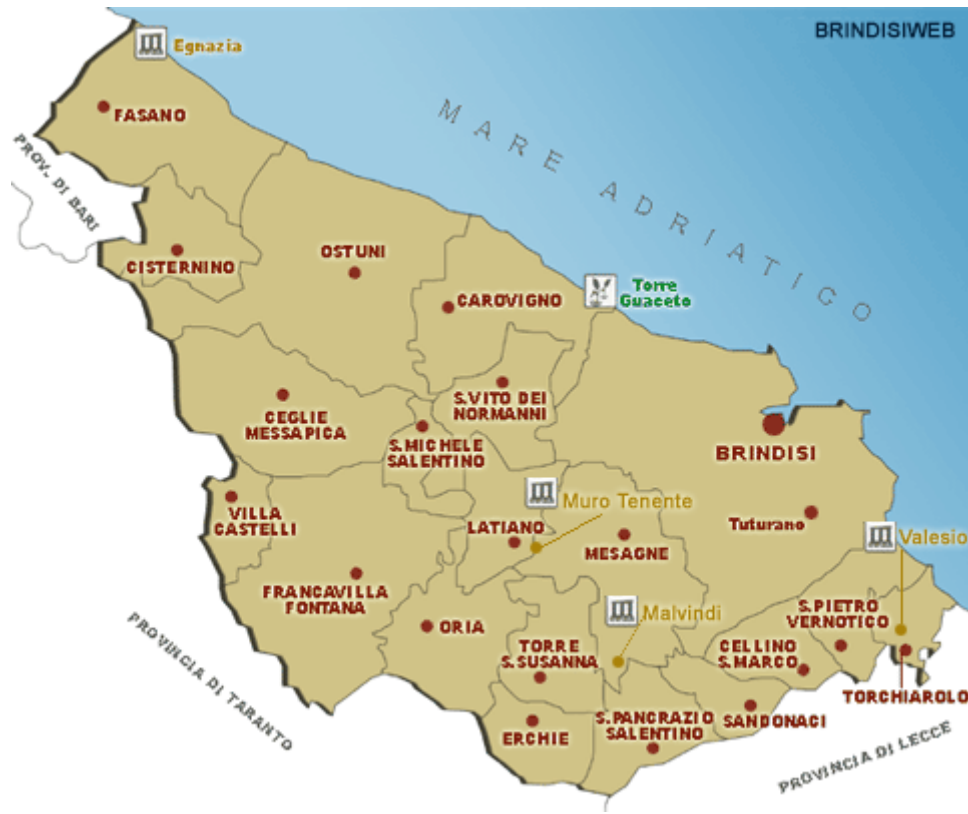 BRINDISIWEB
Egnazia
FASANO
MARE ADRIATICO
PROV. DI BARI
OSTUNI
CISTERNINO
Torre
Guaceto
CAROVIGNO
S.VITO DEI
NORMANNI
CEGLIE
MESSAPICA
S.MICHELE
SALENTINO
BRINDISI
Muro Tenente
VILLA
CASTELLI
LATIANO
Tuturano
MESAGNE
Valesio
FRANCAVILLA
FONTANA
S.PIETRO
VERNOTICO
Malvindi
ORIA
TORRE
S.SUSANNA
CELLINO
S.MARCO
PROVINCIA DI TARANTO
TORCHIAROLO
S.PANCRAZIO
SALENTINO
SANDONACI
ERCHIE
PROVINCIA DI LECCE